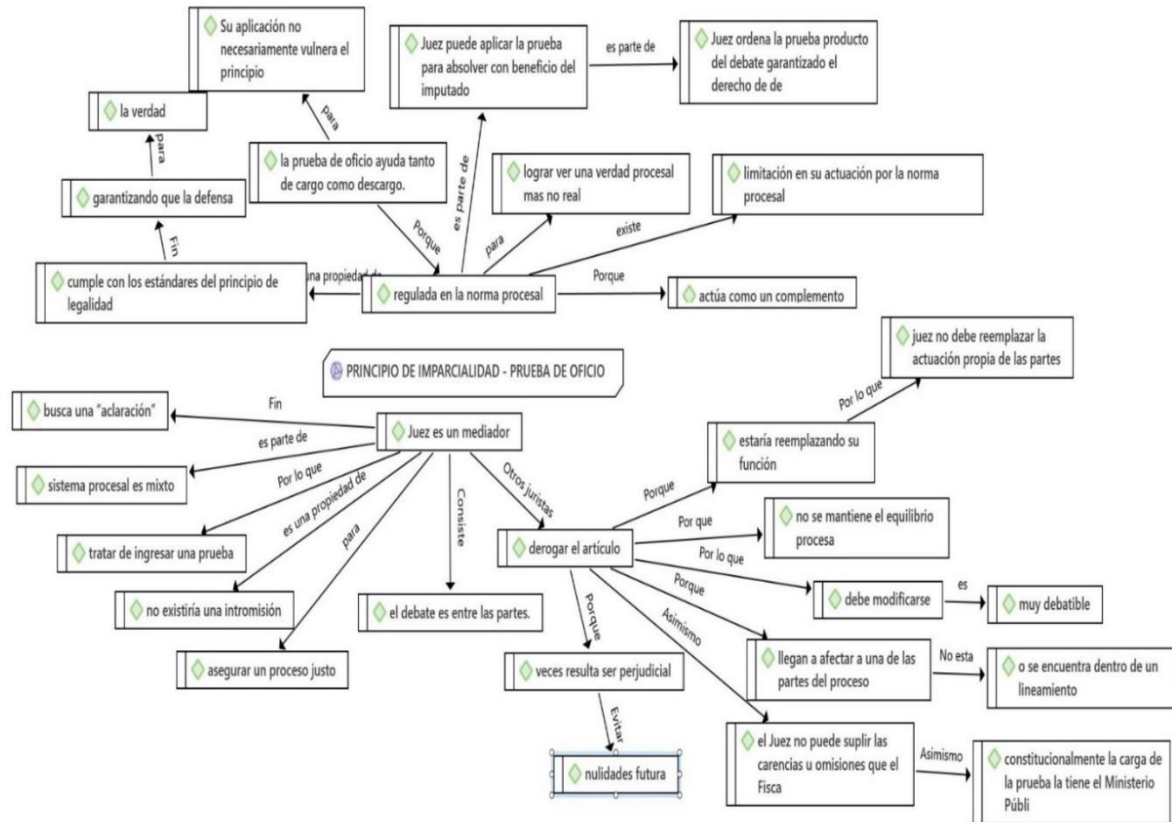 Su aplicación no
necesariamente vulnera el
principio
Juez puede aplicar la prueba
para absolver con beneficio del
imputado
es parte de
Juez ordena la prueba producto
del debate garantizado el
derecho de de
la verdad
para
para
la prueba de oficio ayuda tanto
de cargo como descargo.
es parte de
lograr ver una verdad procesal
mas no real
limitación en su actuación por la norma
procesal
garantizando que la defensa
Fin
Porque
para
existe
cumple con los estándares del principio de
legalidad
una propiedad de
regulada en la norma procesal
Porque
actúa como un complemento
juez no debe reemplazar la
actuación propia de las partes
PRINCIPIO DE IMPARCIALIDAD - PRUEBA DE OFICIO
Por lo que
busca una "aclaración"
Fin
Juez es un mediador
es parte de
estaría reemplazando su
función
sistema procesal es mixto
Por lo que
es una propiedad de
para
Consiste
Otros juristas
Porque
tratar de ingresar una prueba
derogar el artículo
Por que
no se mantiene el equilibrio
procesa
Por lo que
no existiría una intromisión
el debate es entre las partes.
Porque
Asimismo
Porque
debe modificarse
es
muy debatible
asegurar un proceso justo
veces resulta ser perjudicial
llegan a afectar a una de las
partes del proceso
No esta
o se encuentra dentro de un
lineamiento
Evitar
nulidades futura
el Juez no puede suplir las
carencias u omisiones que el
Fisca
Asimismo
constitucionalmente la carga de
la prueba la tiene el Ministerio
Públi